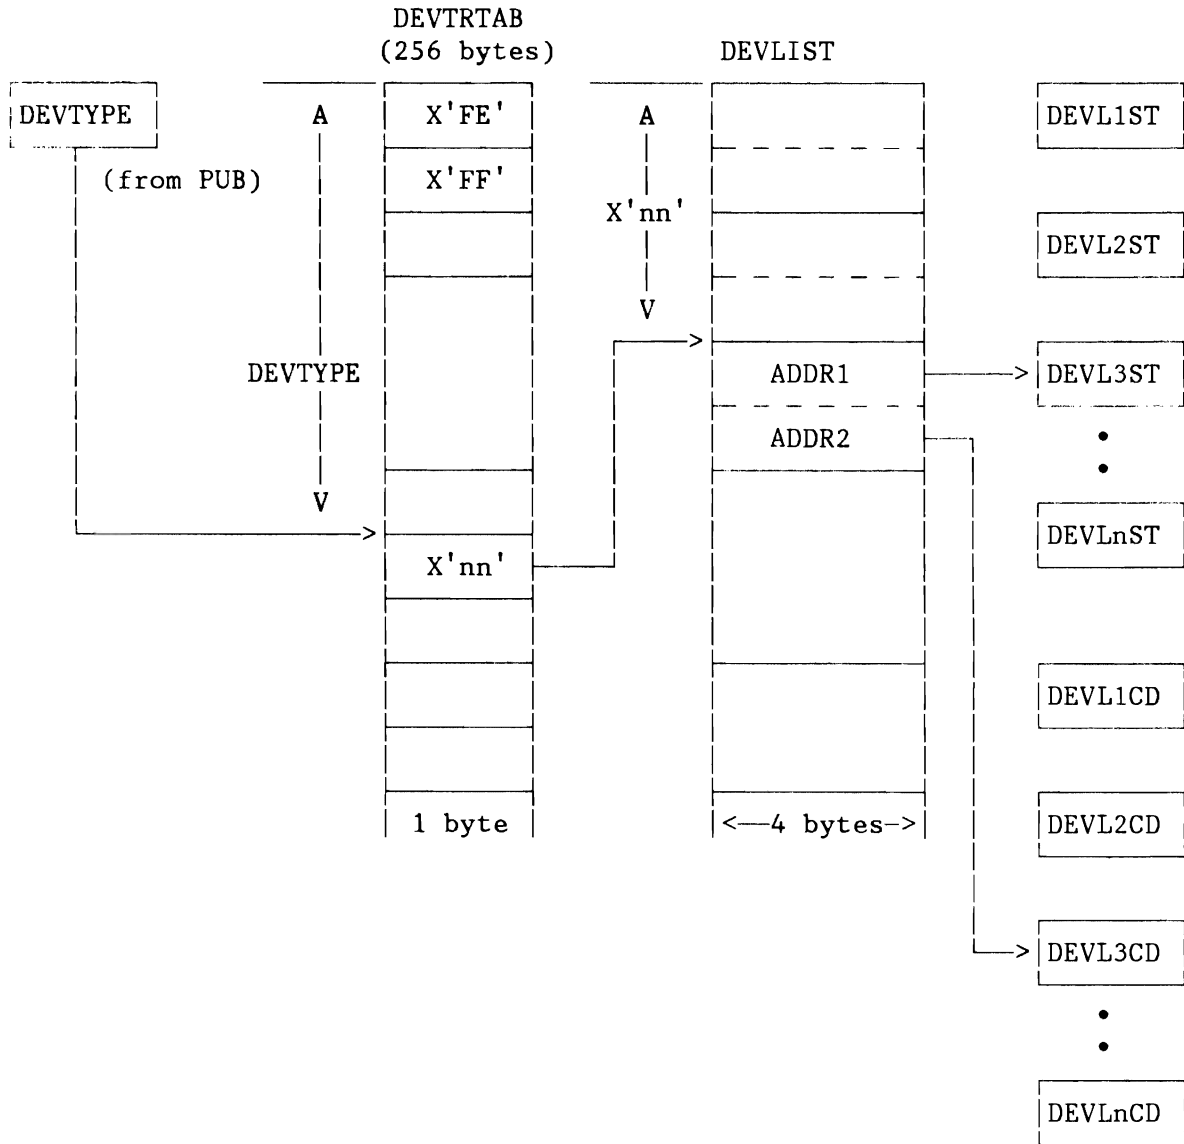 DEVTRTAB
(256 bytes)
DEVLIST
DEVTYPE
A
X'FE'
A
DEVL1ST
(from PUB)
X'FF'
X'nn'
DEVL2ST
V
>
DEVTYPE
ADDR1
>
DEVL3ST
ADDR2
•
•
V
>
DEVLnST
X'nn'
DEVL1CD
1 byte
<—4 bytes—>
DEVL2CD
>
DEVL3CD
•
•
DEVLnCD